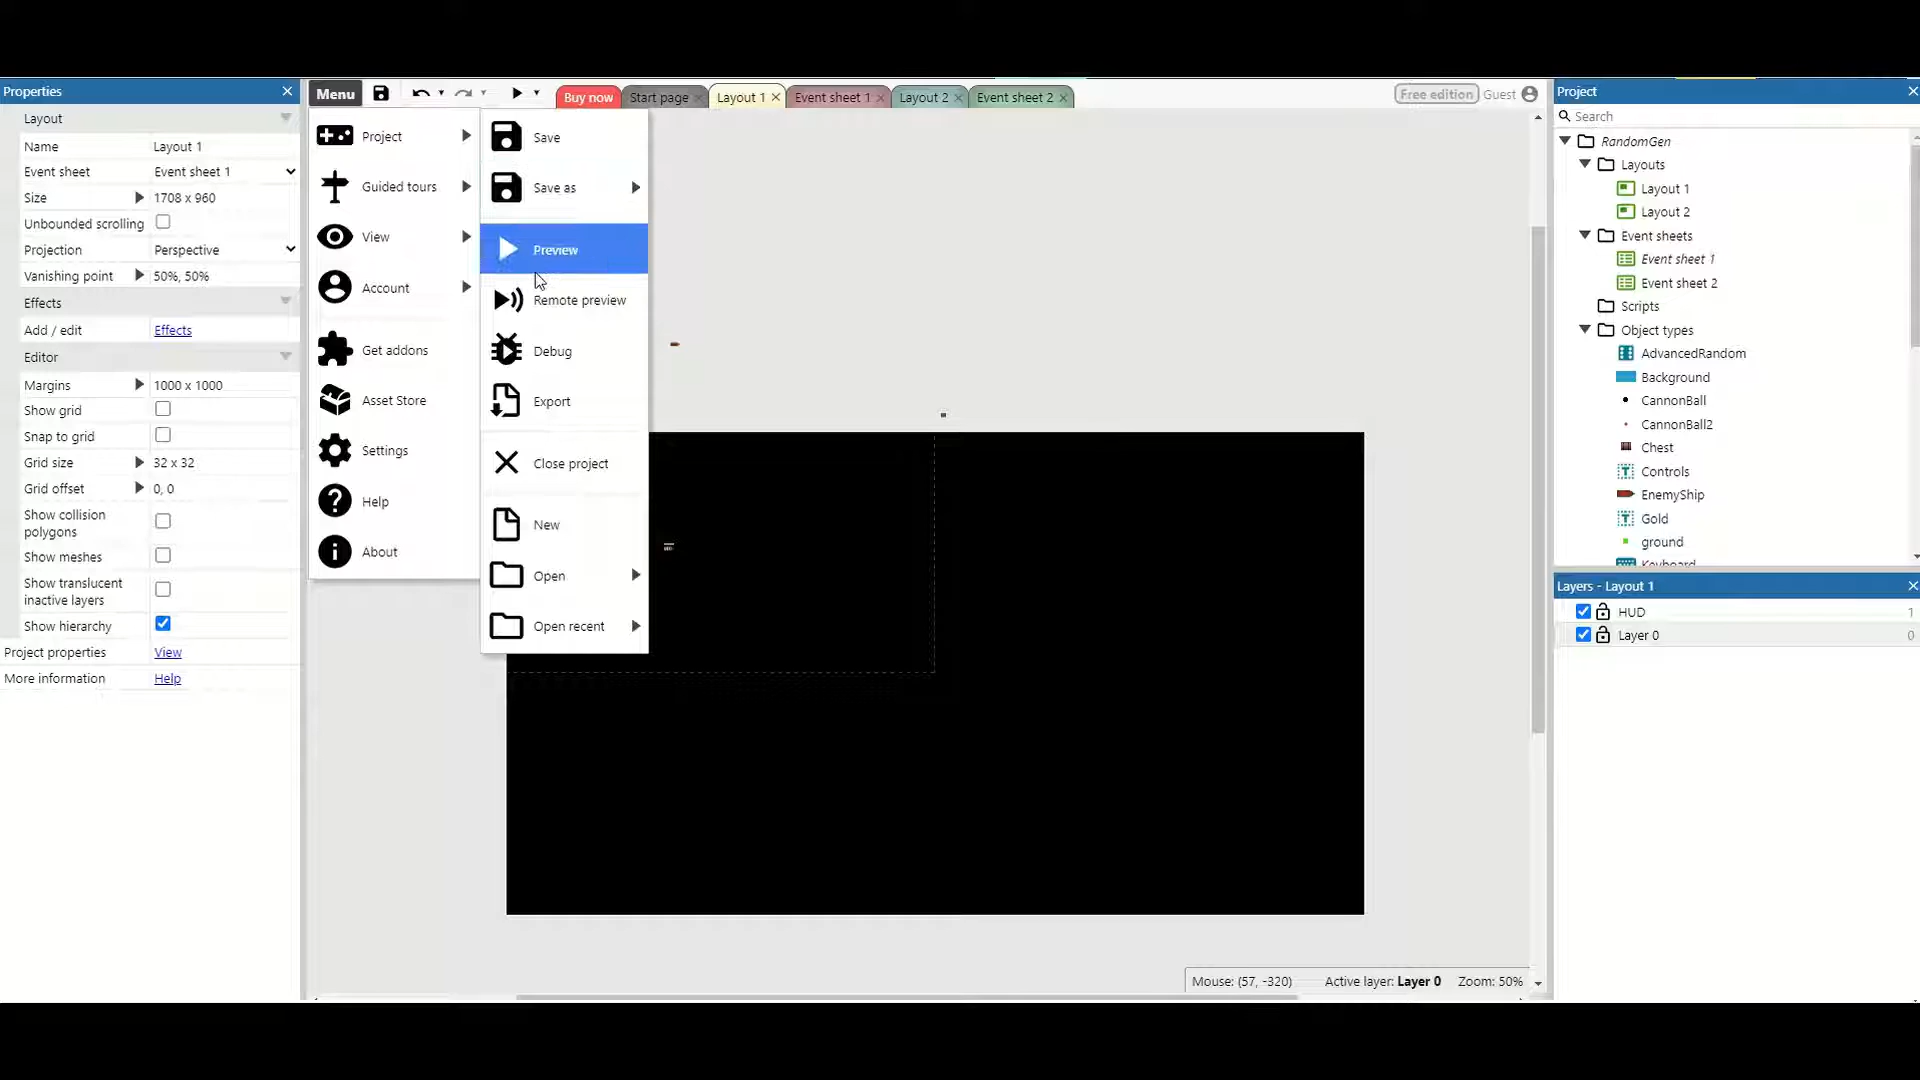 Properties
Layout
Name Layout 1
Event sheet Event sheet 1
Size 1708 x 960
Unbounded scrolling
Projection Perspective
Vanishing point 50%, 50%
Effects
Add / edit Effects
Editor
Margins 1000 x 1000
Show grid
Snap to grid
Grid size 32 x 32
Grid offset 0, 0
Show collision
polygons
Show meshes
Show translucent
inactive layers
Show hierarchy
Project properties View
More information Help
Menu
Buy now
Start page
Layout 1
Event sheet 1
Layout 2
Event sheet 2
Free edition Guest
Project
Guided tours
View
Account
Get addons
Asset Store
Settings
Help
About
Save
Save as
Preview
Remote preview
Debug
Export
Close project
New
Open
Open recent
Mouse: (57, -320) Active layer: Layer 0 Zoom: 50%
Project
Search
RandomGen
Layouts
Layout 1
Layout 2
Event sheets
Event sheet 1
Event sheet 2
Scripts
Object types
AdvancedRandom
Background
CannonBall
CannonBall2
Chest
Controls
EnemyShip
Gold
ground
Keyboard
Layers - Layout 1
HUD 1
Layer 0 0